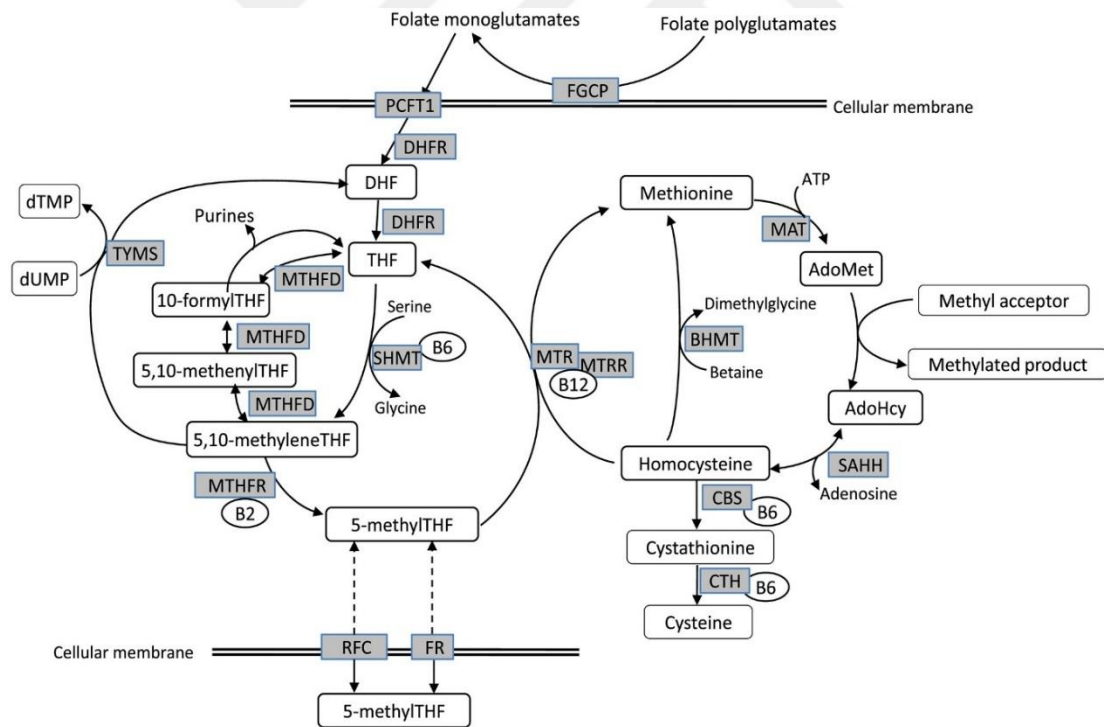 Folate monoglutamates
Folate polyglutamates
FGCP
PCFT1
Cellular membrane
DHFR
DHF
Methionine
ATP
dTMP
DHFR
MAT
Purines
TYMS
THF
AdoMet
dUMP
MTHFD
10-formylTHF
Serine
Dimethylglycine
Methyl acceptor
MTHFD
SHMT
B6
MTR
MTRR
BHMT
5,10-methenylTHF
B12
Betaine
Methylated product
MTHFD
Glycine
AdoHcy
5,10-methyleneTHF
Homocysteine
SAHH
MTHFR
Adenosine
B2
CBS
B6
5-methylTHF
Cystathionine
CTH
B6
Cysteine
Cellular membrane
RFC
FR
5-methylTHF